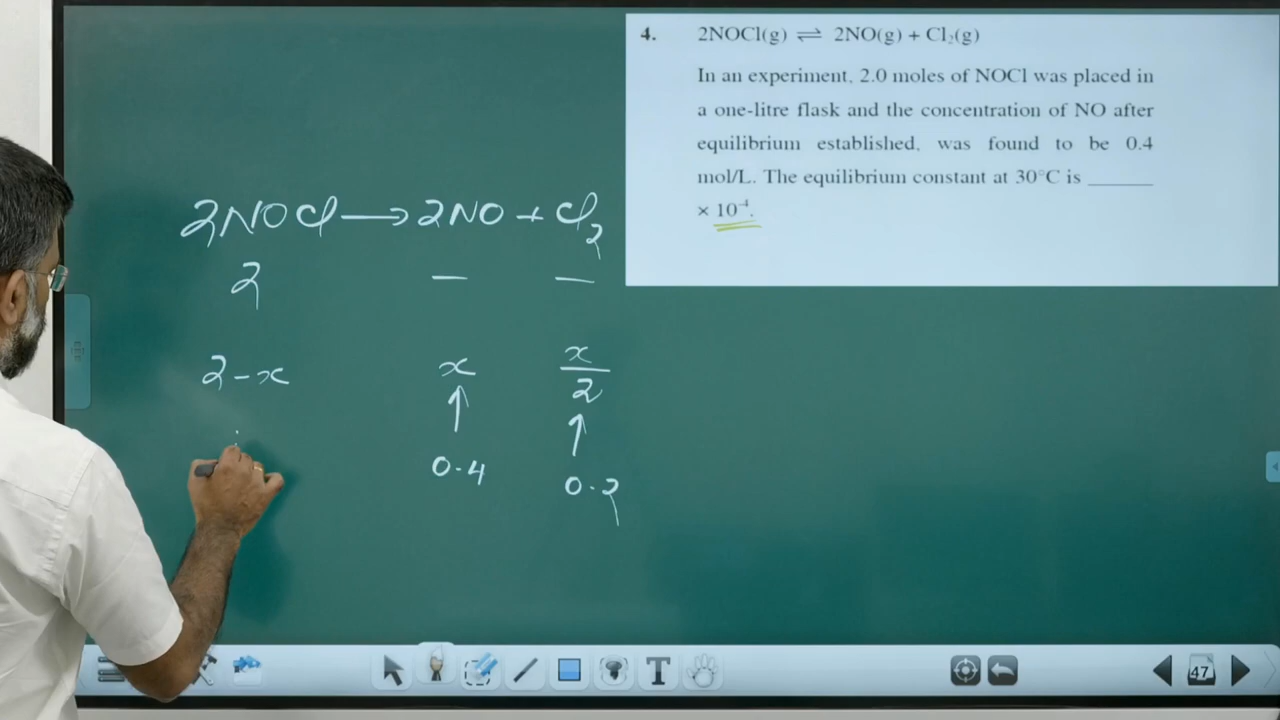 4. 2NOCl(g) ⇌ 2NO(g) + Cl₂(g)
In an experiment, 2.0 moles of NOCl was placed in
a one-litre flask and the concentration of NO after
equilibrium established, was found to be 0.4
mol/L. The equilibrium constant at 30°C is ______
× 10⁻⁴.
2NOCl → 2NO + Cl₂
2 — —
2-x x x/2
↑ ↑
0.4 0.2
T
47